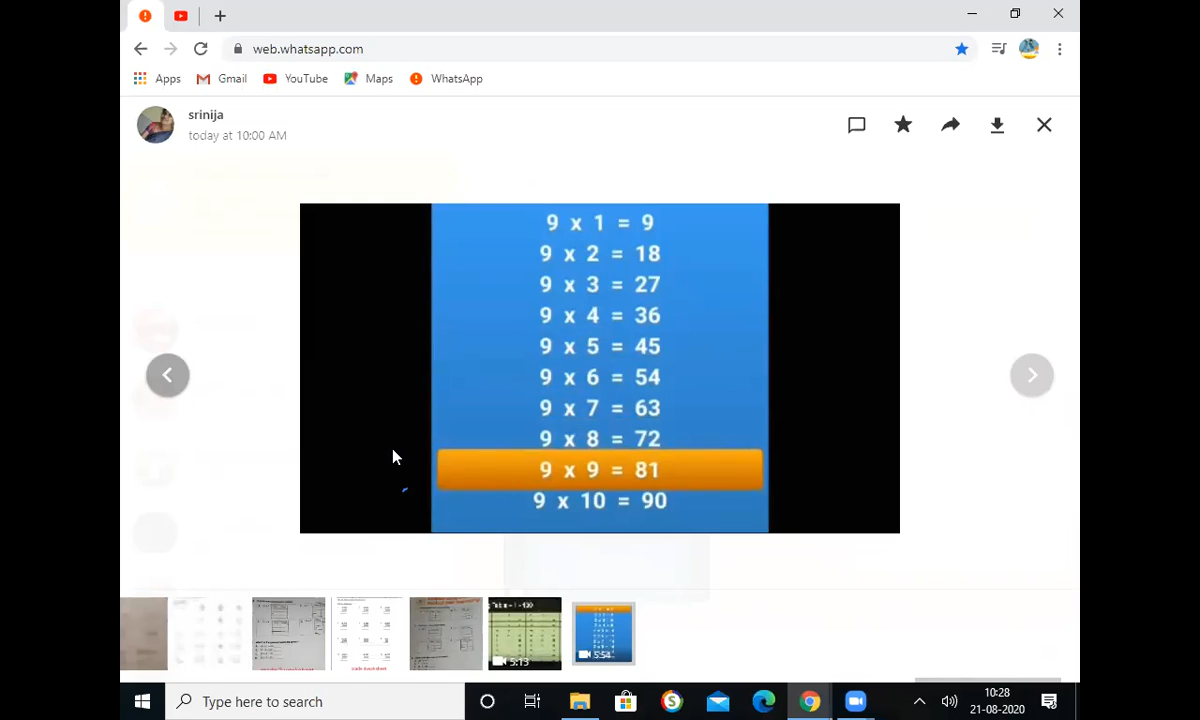 web.whatsapp.com
Apps Gmail YouTube Maps WhatsApp
srinija
today at 10:00 AM
9 x 1 = 9
9 x 2 = 18
9 x 3 = 27
9 x 4 = 36
9 x 5 = 45
9 x 6 = 54
9 x 7 = 63
9 x 8 = 72
9 x 9 = 81
9 x 10 = 90
5:13
5:54
Type here to search
10:28
21-08-2020